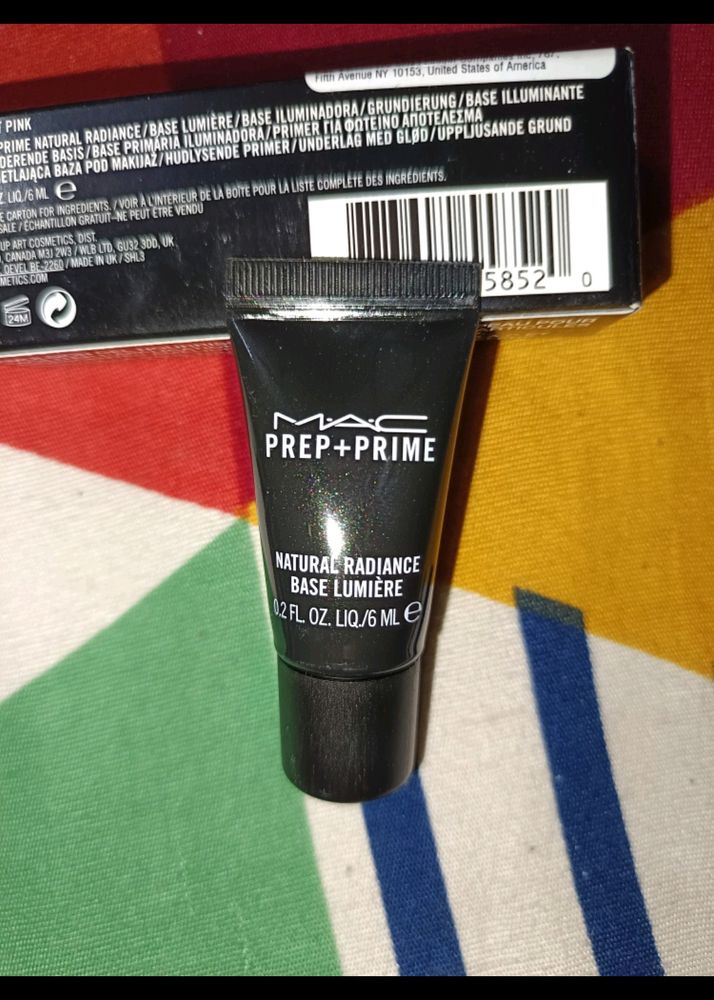 Fifth Avenue NY 10153, United States of America
PINK
PRIME NATURAL RADIANCE/BASE LUMIÈRE/BASE ILUMINADORA/GRUNDIERUNG/BASE ILLUMINANTE
DERENDE BASIS/BASE PRIMÁRIA ILUMINADORA/PRIMER ΓΙΑ ΦΩΤΕΙΝΟ ΑΠΟΤΕΛΕΣΜΑ
ETLAJĄCA BAZA POD MAKIJAŻ/HUDLYSENDE PRIMER/UNDERLAG MED GLØD/UPPLJUSANDE GRUND
LIQ./6 ML e
E CARTON FOR INGREDIENTS. / VOIR À L'INTÉRIEUR DE LA BOÎTE POUR LA LISTE COMPLÈTE DES INGRÉDIENTS.
SALE / ÉCHANTILLON GRATUIT-NE PEUT ÊTRE VENDU
UP ART COSMETICS, DIST.
CANADA M3J 2W3 / WLB LTD, GU32 3DD, UK
OEVEL BE-2260 / MADE IN UK / SHL3
METICS.COM
24M
5852 0
M·A·C
PREP+PRIME
NATURAL RADIANCE
BASE LUMIÈRE
0.2 FL. OZ. LIQ./6 ML e